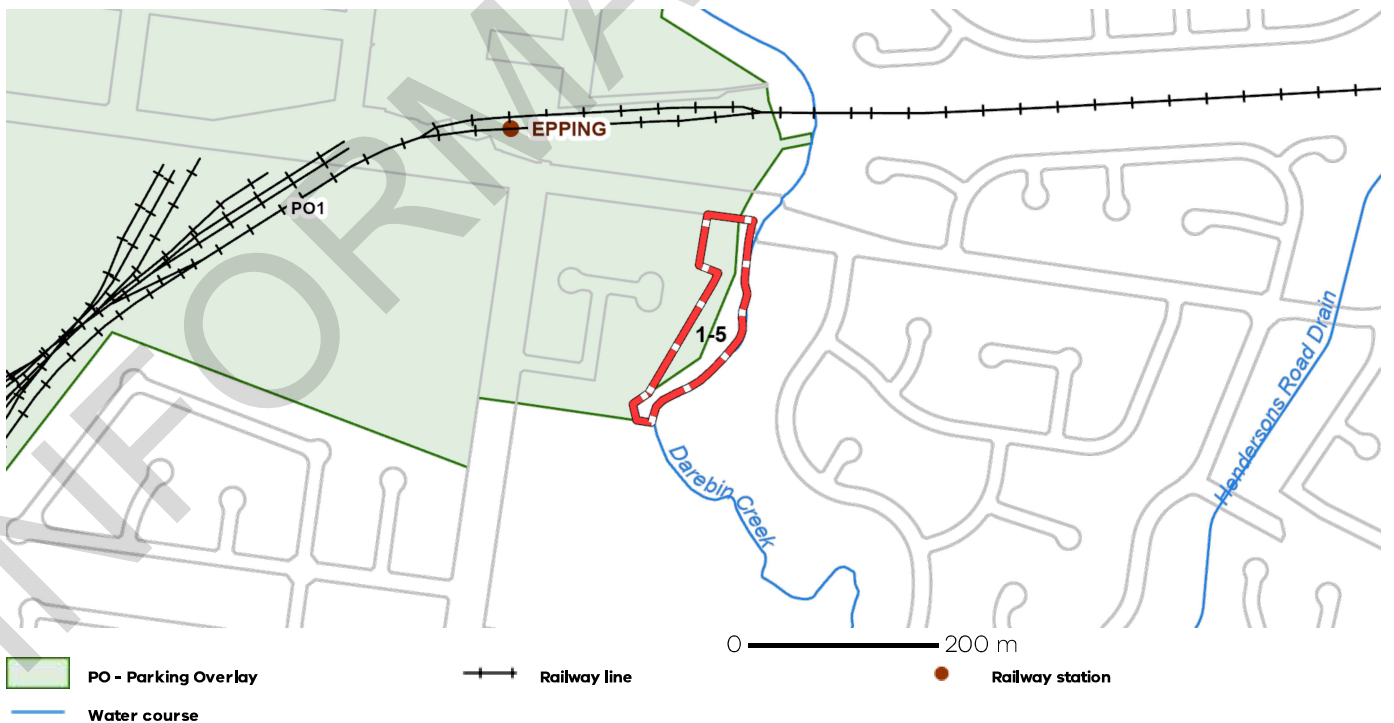 EPPING
PO1
1-5
Hendersons Road Drain
Darebin Creek
0 200 m
PO - Parking Overlay
Railway line
Railway station
Water course